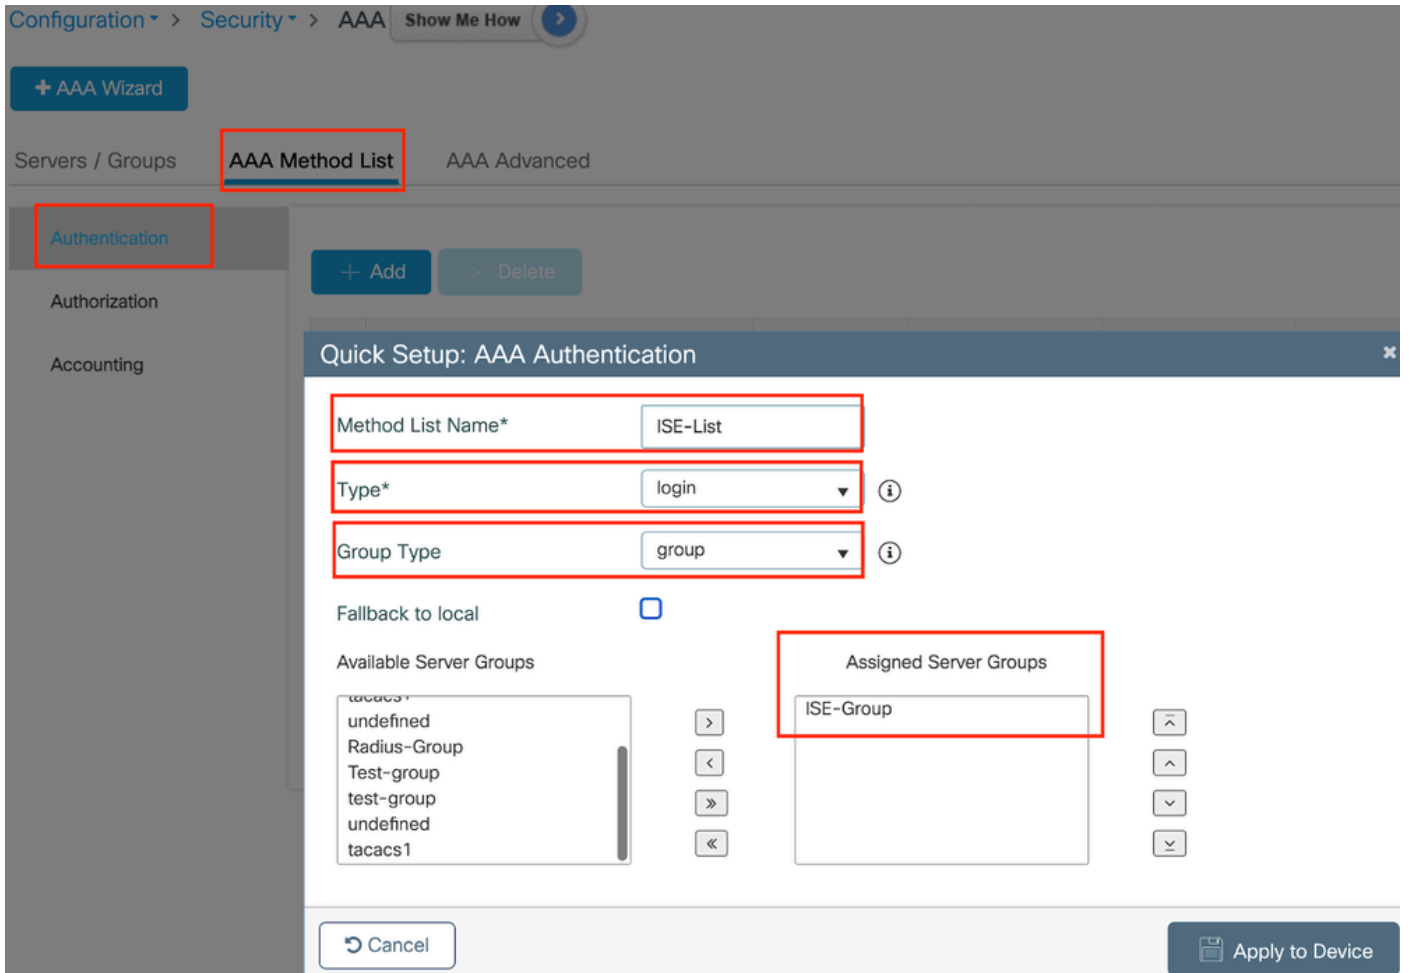 Configuration > Security > AAA Show Me How
+ AAA Wizard
Servers / Groups AAA Method List AAA Advanced
Authentication
Authorization
Accounting
+ Add × Delete
Quick Setup: AAA Authentication
Method List Name* ISE-List
Type* login
Group Type group
Fallback to local
Available Server Groups Assigned Server Groups
tacacs1
undefined
Radius-Group
Test-group
test-group
undefined
tacacs1
ISE-Group
Cancel Apply to Device